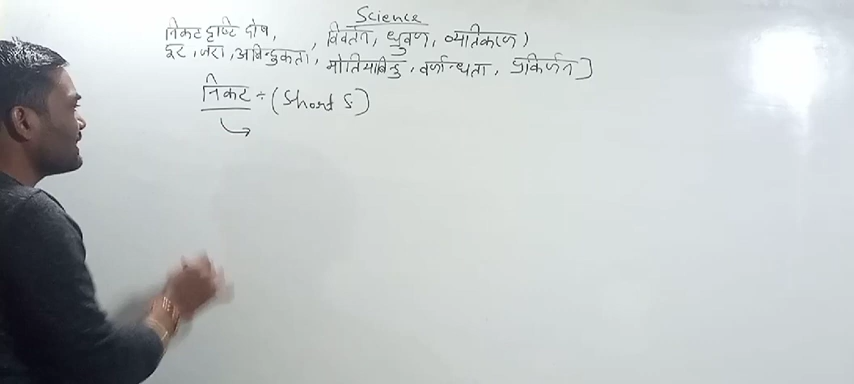 Science
निकट दृष्टि दोष, , विवर्तन, ध्रुवण, व्यतिकरण)
दूर, जरा, अबिन्दुकता, मोतियाबिन्दु, वर्णान्धता, प्रकिर्णन]
निकट ÷ (Short S)